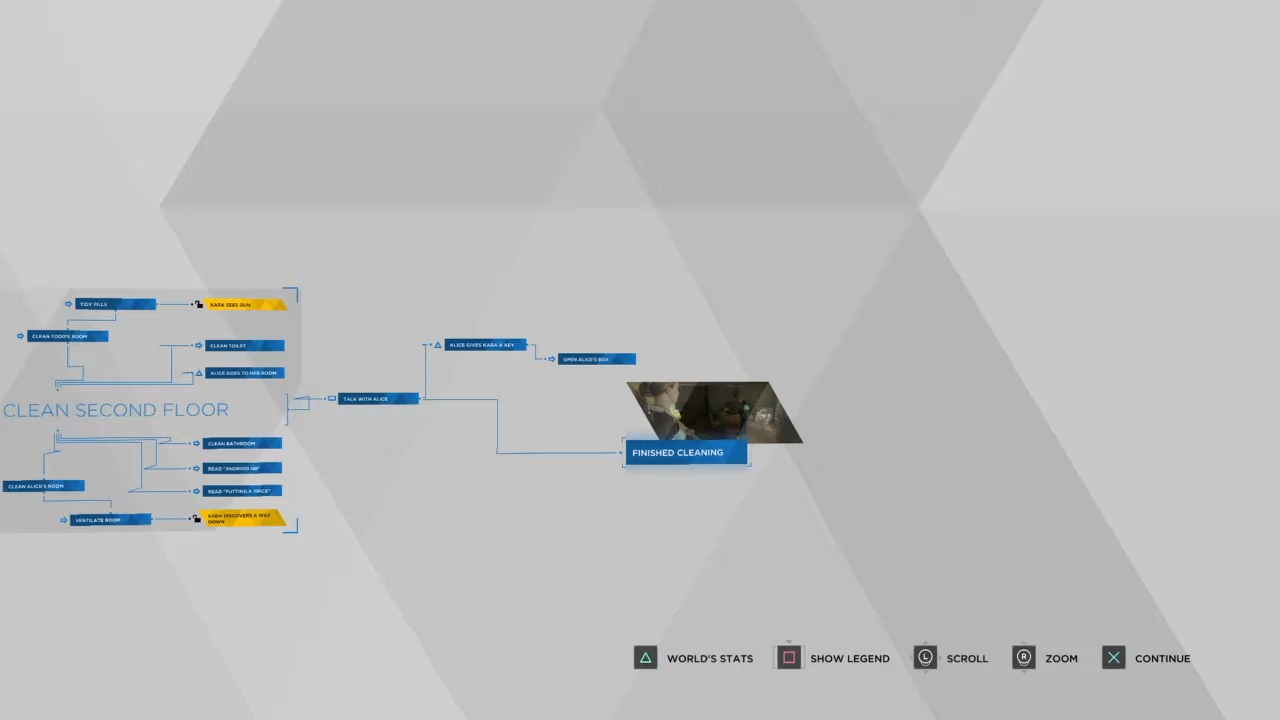 TIDY PILLS
KARA SEES GUN
CLEAN TODD'S ROOM
CLEAN TOILET
ALICE GIVES KARA A KEY
OPEN ALICE'S BOX
ALICE GOES TO HER ROOM
TALK WITH ALICE
CLEAN SECOND FLOOR
CLEAN BATHROOM
FINISHED CLEANING
READ "ANDROID QB"
CLEAN ALICE'S ROOM
READ "PUTTING A PRICE"
VENTILATE ROOM
KARA DISCOVERS A WAY
DOWN
WORLD'S STATS
SHOW LEGEND
L SCROLL
R ZOOM
CONTINUE